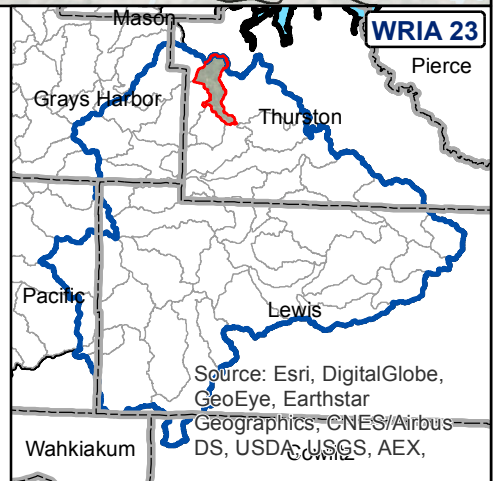 Mason
WRIA 23
Pierce
Grays Harbor
Thurston
Pacific
Lewis
Source: Esri, DigitalGlobe,
GeoEye, Earthstar
Geographics, CNES/Airbus
DS, USDA, USGS, AEX,
Wahkiakum
Cowlitz